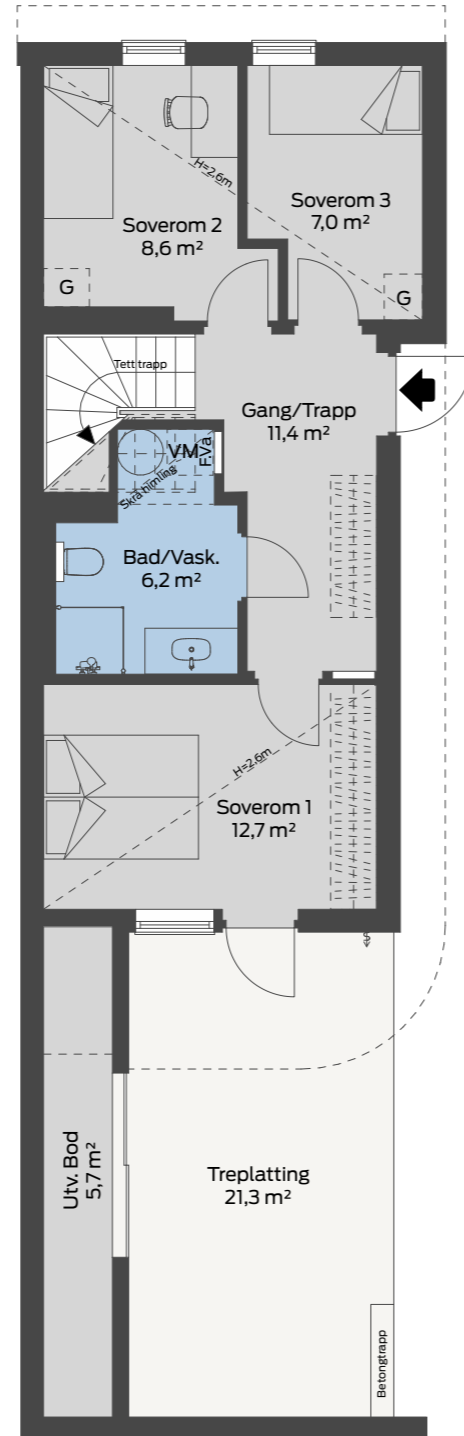 H=2,6m
Soverom 2
8,6 m²
Soverom 3
7,0 m²
G
G
Tett trapp
Gang/Trapp
11,4 m²
VM
F.Va.
Skrå himling
Bad/Vask.
6,2 m²
H=2,6m
Soverom 1
12,7 m²
Utv. Bod
5,7 m²
Treplatting
21,3 m²
Betongtrapp